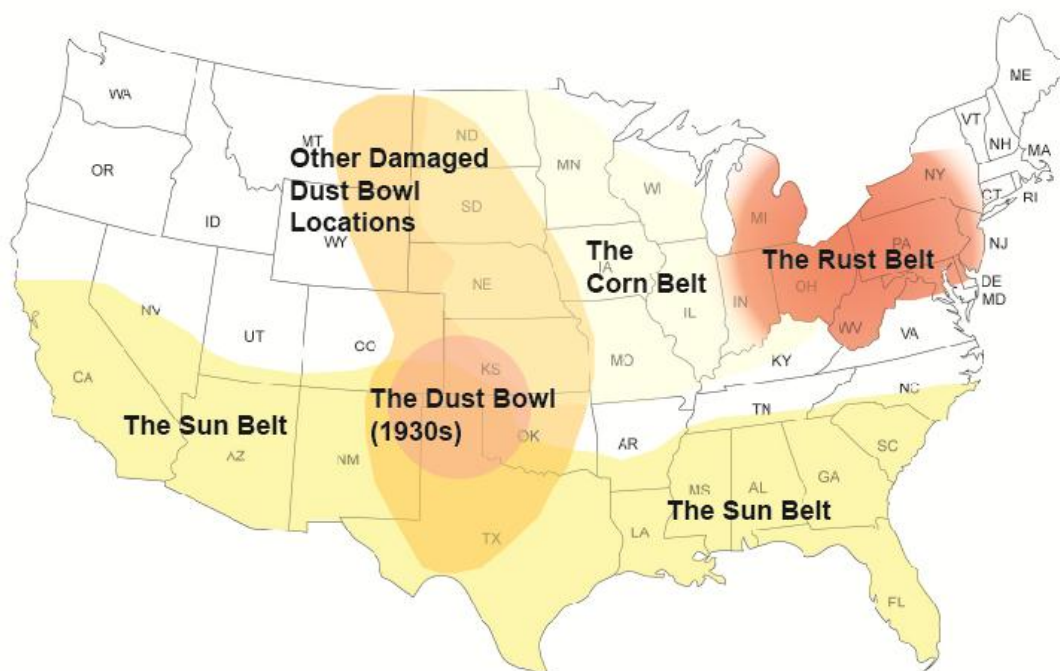 WA
OR
ID
MT
ND
MN
WI
MI
NY
VT
NH
ME
MA
CT
RI
Other Damaged
Dust Bowl
Locations
WY
SD
NE
The
IA
Corn Belt
IL
IN
The Rust Belt
OH
PA
NJ
DE
MD
WV
VA
NV
UT
CO
KS
MO
KY
CA
The Sun Belt
AZ
NM
The Dust Bowl
(1930s)
OK
AR
TN
NC
SC
TX
LA
MS
AL
GA
The Sun Belt
FL